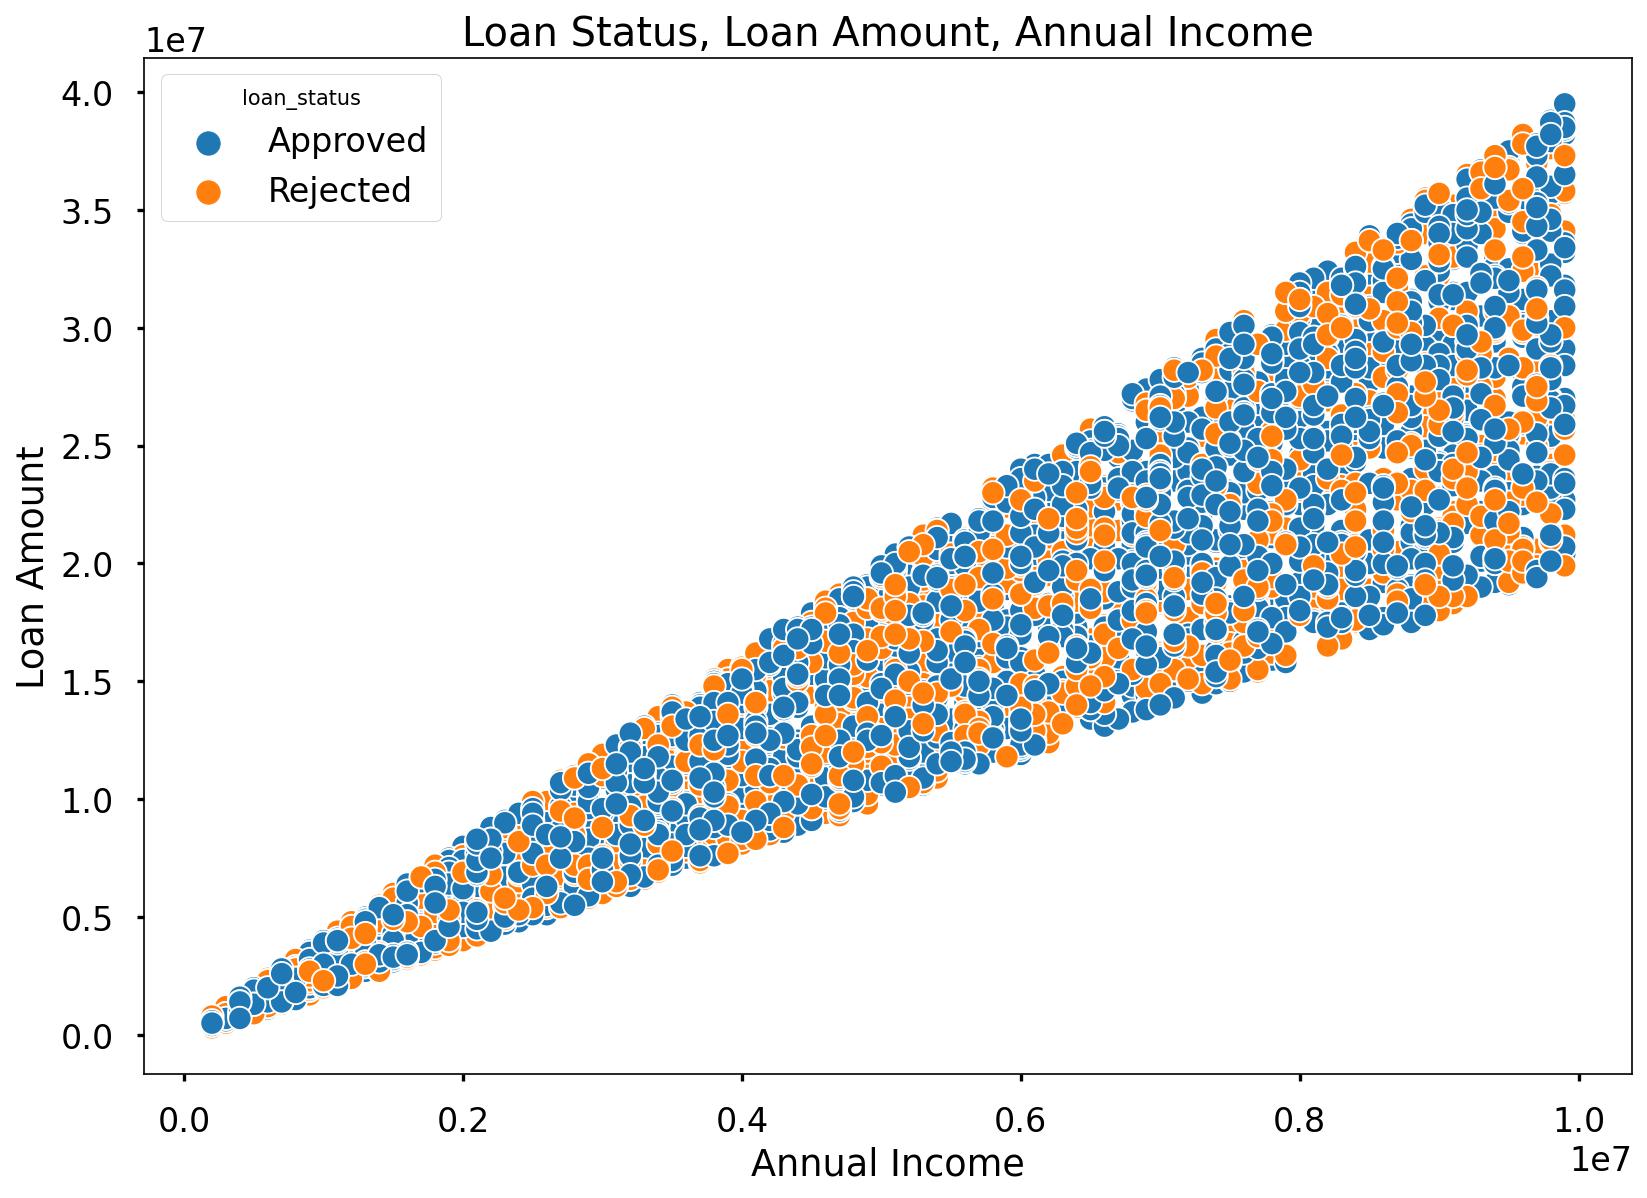 Loan Status, Loan Amount, Annual Income
1e7
loan_status
Approved
Rejected
4.0
3.5
3.0
2.5
2.0
1.5
1.0
0.5
0.0
Loan Amount
0.0 0.2 0.4 0.6 0.8 1.0
Annual Income
1e7